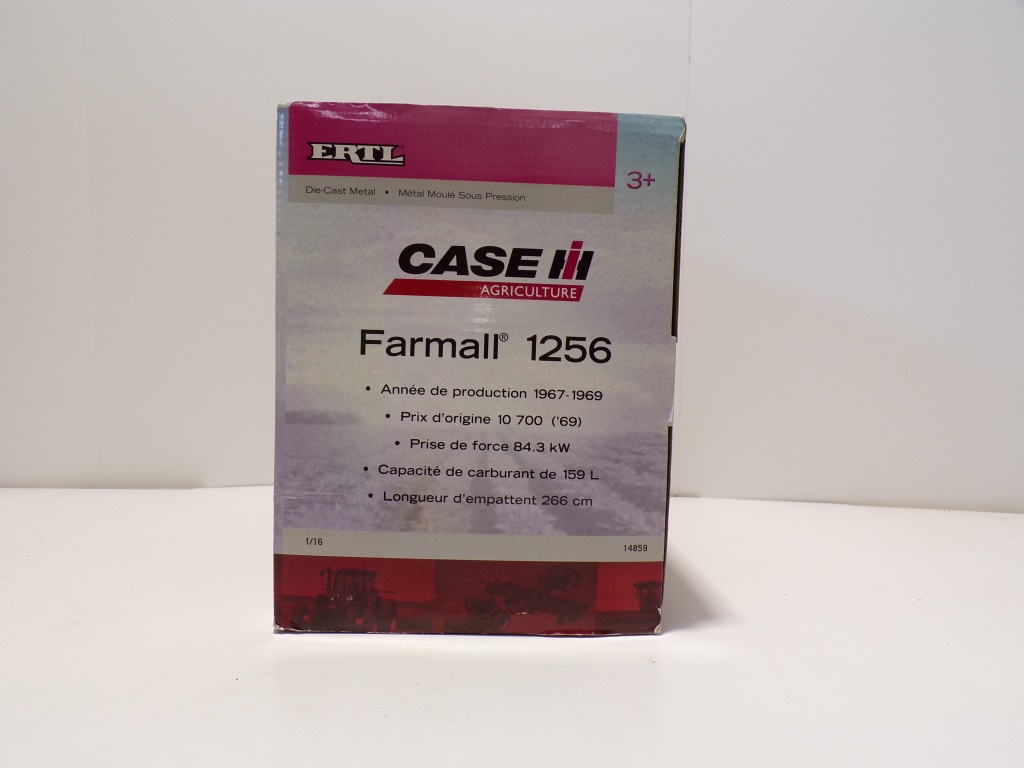 ERTL
3+
Die-Cast Metal • Métal Moulé Sous Pression
CASE IH
AGRICULTURE
Farmall® 1256
• Année de production 1967-1969
• Prix d'origine 10 700 ('69)
• Prise de force 84.3 kW
• Capacité de carburant de 159 L
• Longueur d'empattent 266 cm
1/16 14859